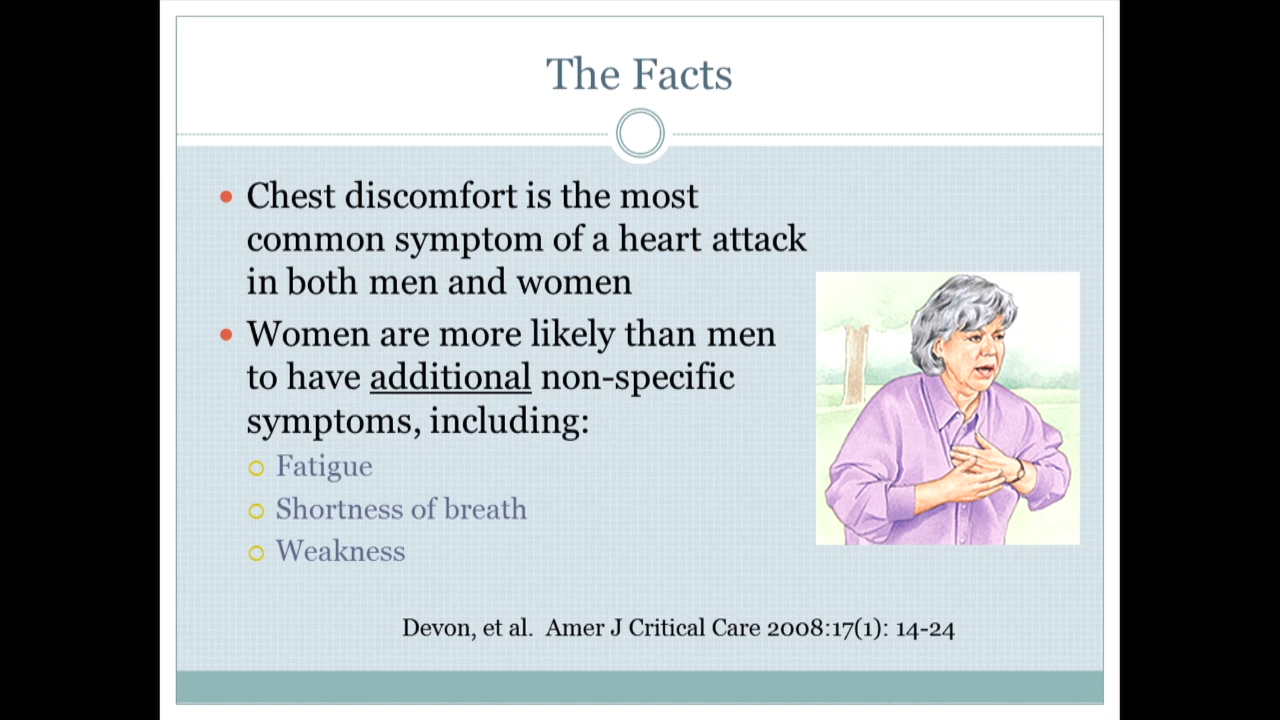 The Facts
Chest discomfort is the most
common symptom of a heart attack
in both men and women
Women are more likely than men
to have additional non-specific
symptoms, including:
Fatigue
Shortness of breath
Weakness
Devon, et al. Amer J Critical Care 2008:17(1): 14-24